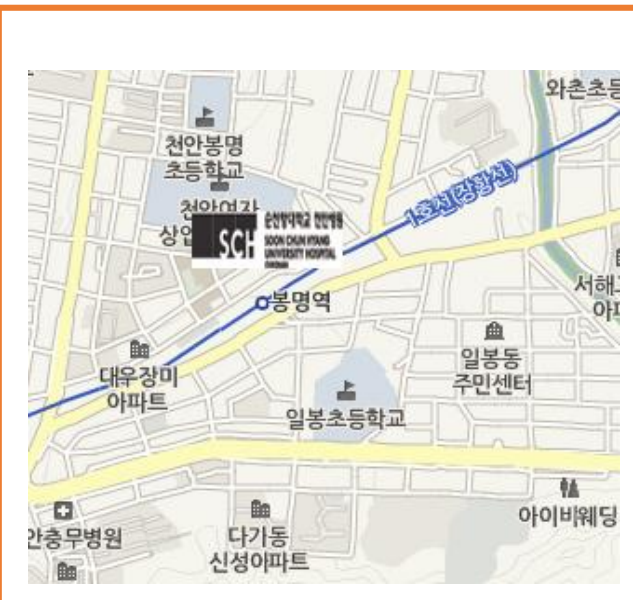 와촌초등
천안봉명
초등학교
천안여자
상업
1호선(장항선)
SCH
순천향대학교 천안병원
SOON CHUN HYANG
UNIVERSITY HOSPITAL
봉명역
서해그
아파
일봉동
주민센터
대우장미
아파트
일봉초등학교
아이비웨딩
안충무병원
다가동
신성아파트